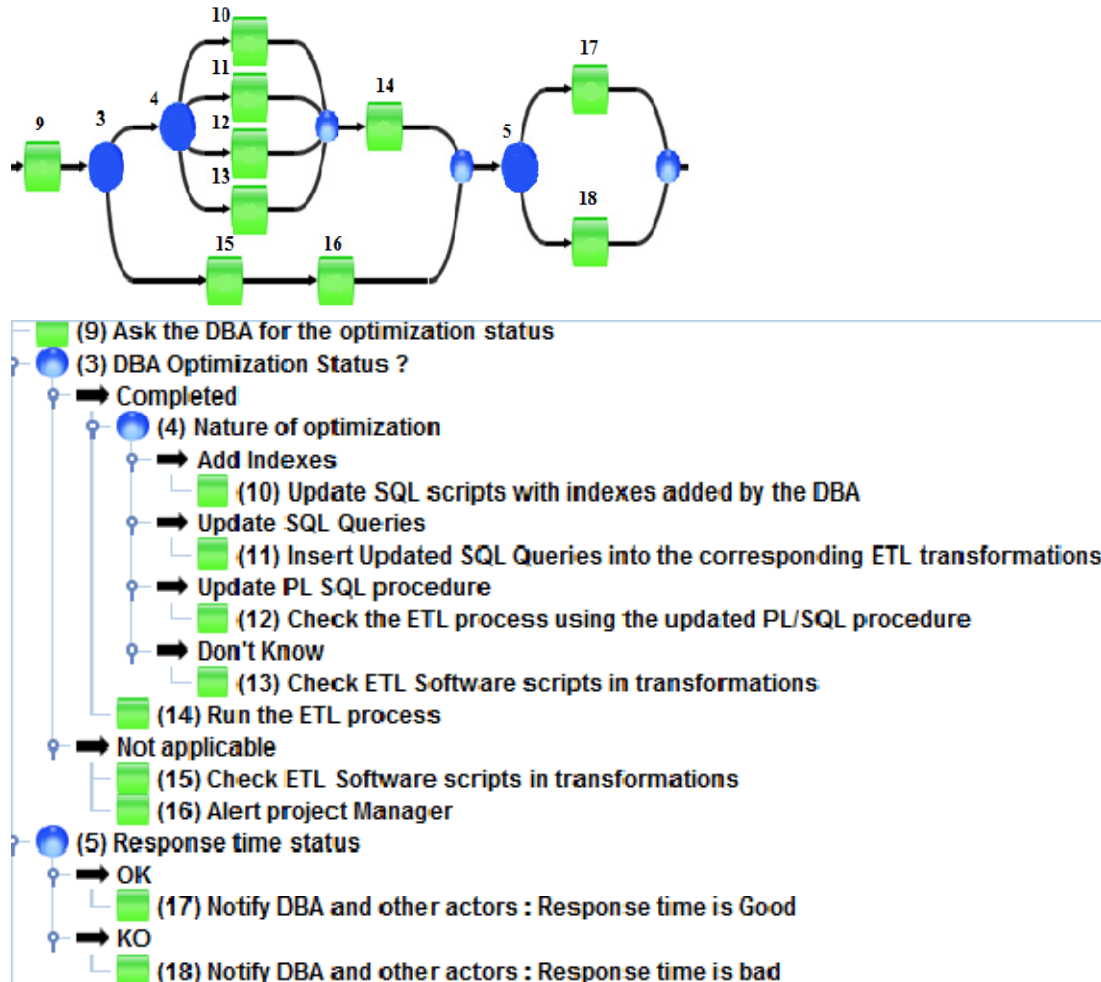 10
17
11
4
14
12
9
3
5
13
18
15
16
(9) Ask the DBA for the optimization status
(3) DBA Optimization Status ?
Completed
(4) Nature of optimization
Add Indexes
(10) Update SQL scripts with indexes added by the DBA
Update SQL Queries
(11) Insert Updated SQL Queries into the corresponding ETL transformations
Update PL SQL procedure
(12) Check the ETL process using the updated PL/SQL procedure
Don't Know
(13) Check ETL Software scripts in transformations
(14) Run the ETL process
Not applicable
(15) Check ETL Software scripts in transformations
(16) Alert project Manager
(5) Response time status
OK
(17) Notify DBA and other actors : Response time is Good
KO
(18) Notify DBA and other actors : Response time is bad